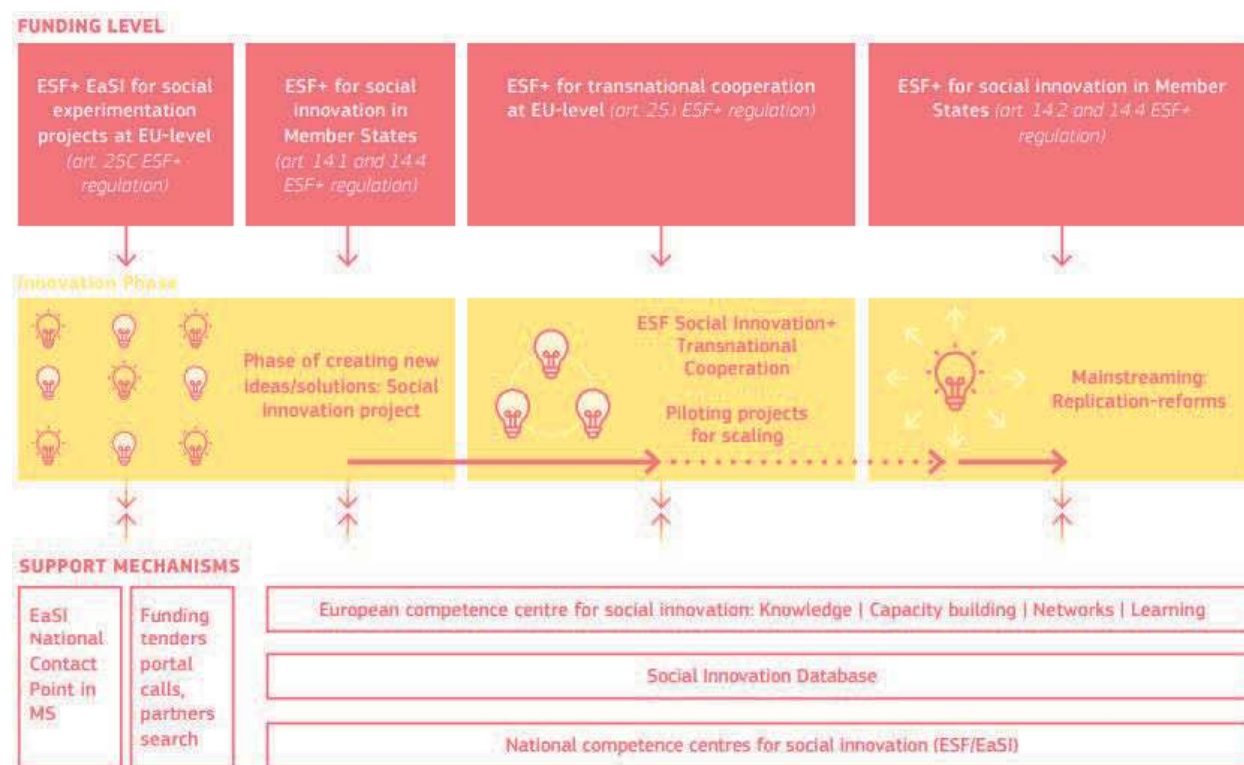 FUNDING LEVEL
ESF+ EaSI for social
experimentation
projects at EU-level
(art. 25C ESF+
regulation)
ESF+ for social
innovation in
Member States
(art. 14.1 and 14.4
ESF+ regulation)
ESF+ for transnational cooperation
at EU-level (art. 25.i ESF+ regulation)
ESF+ for social innovation in Member
States (art. 14.2 and 14.4 ESF+
regulation)
Innovation Phase
Phase of creating new
ideas/solutions: Social
innovation project
ESF Social Innovation+
Transnational
Cooperation
Piloting projects
for scaling
Mainstreaming:
Replication-reforms
SUPPORT MECHANISMS
EaSI
National
Contact
Point in
MS
Funding
tenders
portal
calls,
partners
search
European competence centre for social innovation: Knowledge | Capacity building | Networks | Learning
Social Innovation Database
National competence centres for social innovation (ESF/EaSI)